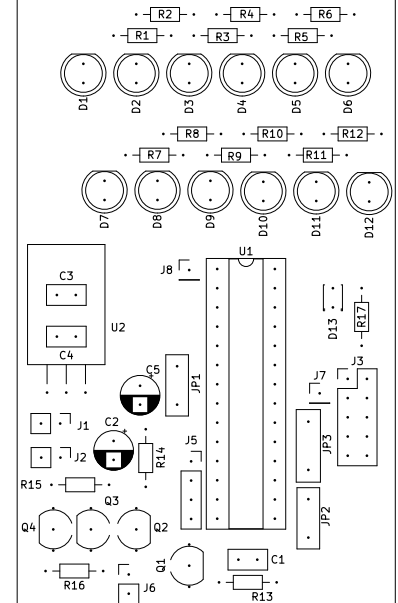 R2 R4 R6
R1 R3 R5
D1 D2 D3 D4 D5 D6
R8 R10 R12
R7 R9 R11
D7 D8 D9 D10 D11 D12
U1
J8
C3
U2
D13 R17
C4
C5
JP1
J7 J3
J1
C2
J5
JP3
J2
R14
R15
Q3
JP2
Q4 Q2
Q1
C1
R16
J6
R13